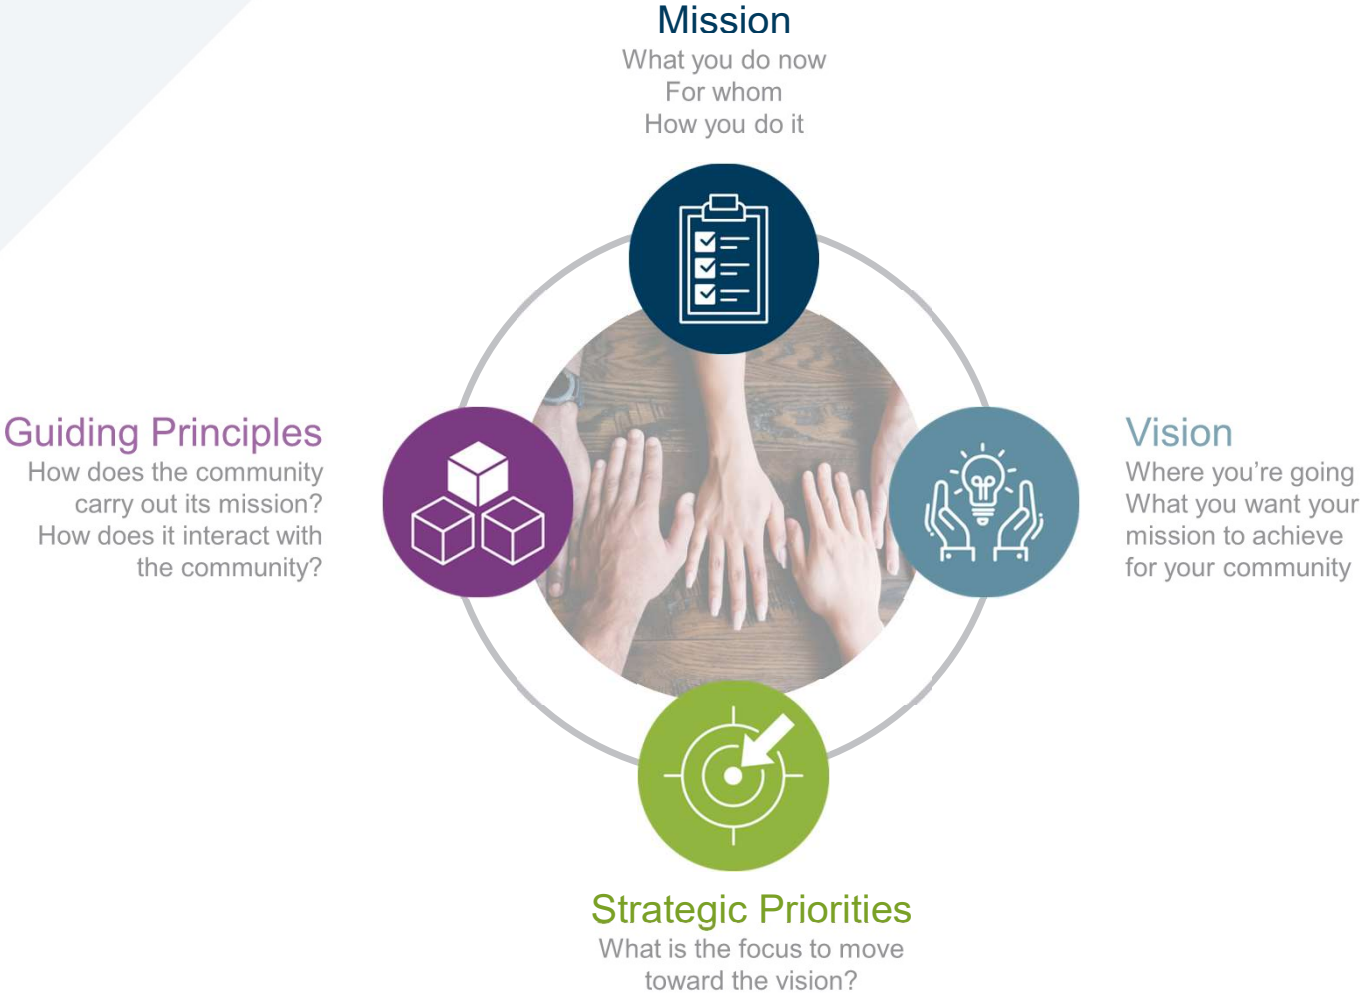 Mission
What you do now
For whom
How you do it
Guiding Principles
How does the community
carry out its mission?
How does it interact with
the community?
Vision
Where you're going
What you want your
mission to achieve
for your community
Strategic Priorities
What is the focus to move
toward the vision?